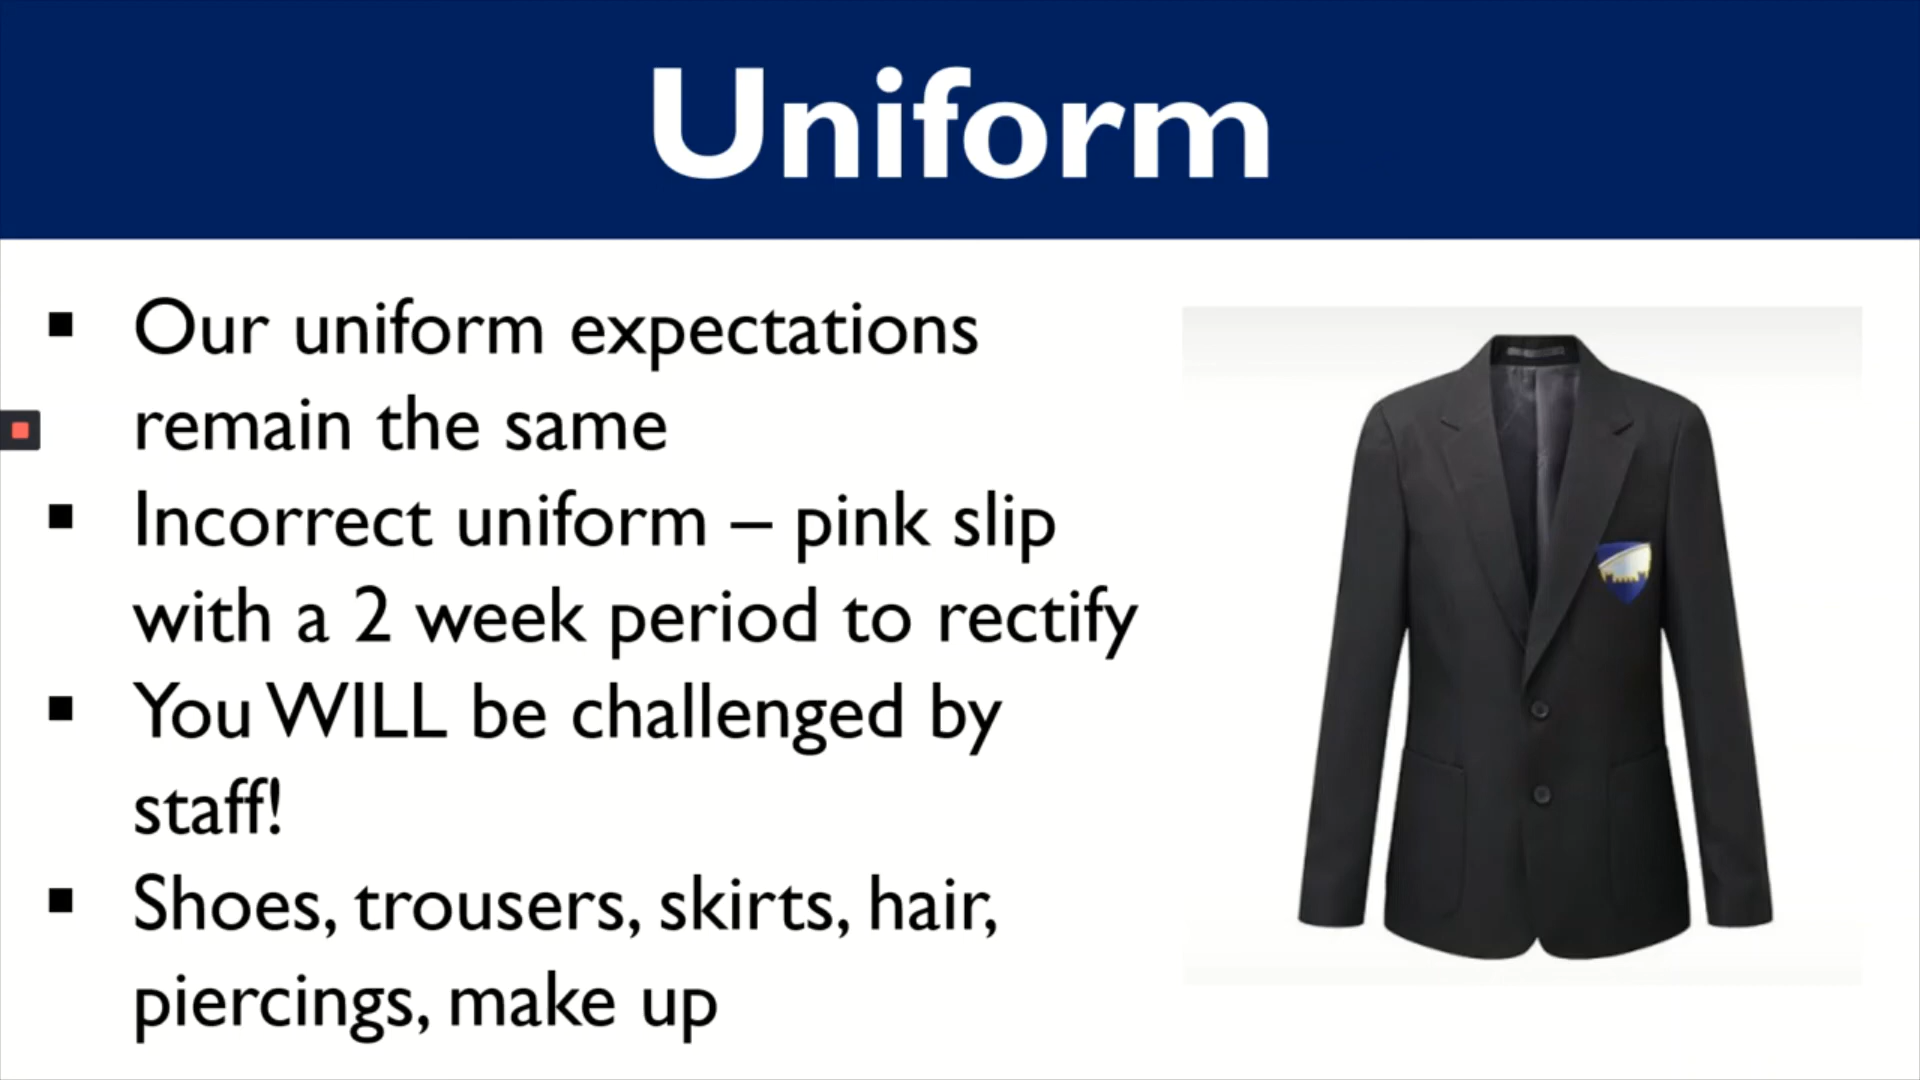 Uniform
▪ Our uniform expectations
remain the same
▪ Incorrect uniform – pink slip
with a 2 week period to rectify
▪ You WILL be challenged by
staff!
▪ Shoes, trousers, skirts, hair,
piercings, make up